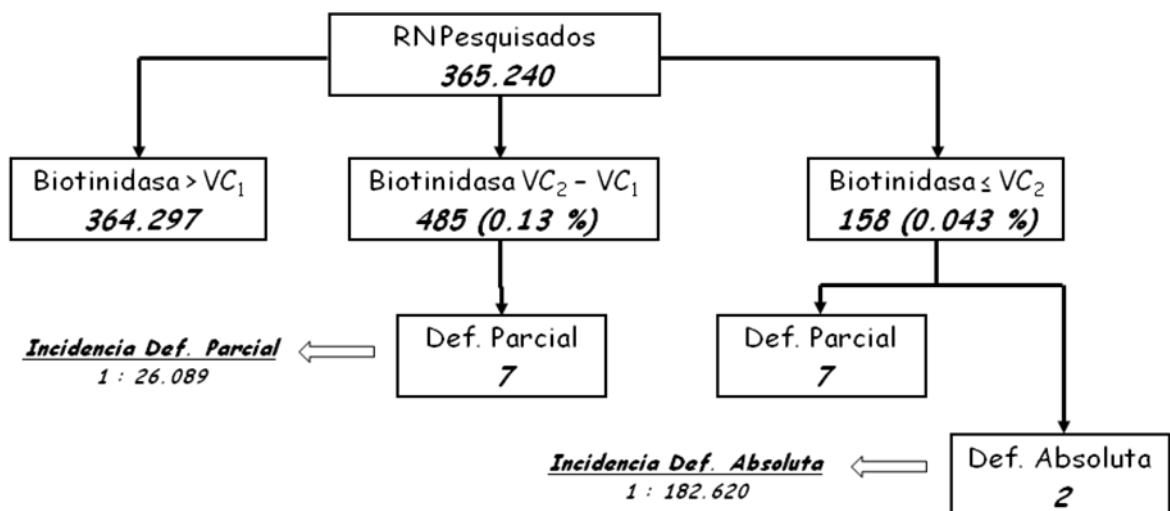 RN Pesquisados
365.240
Biotinidasa > VC₁
364.297
Biotinidasa VC₂ – VC₁
485 (0.13 %)
Biotinidasa ≤ VC₂
158 (0.043 %)
Incidencia Def. Parcial
1 : 26.089
Def. Parcial
7
Def. Parcial
7
Incidencia Def. Absoluta
1 : 182.620
Def. Absoluta
2